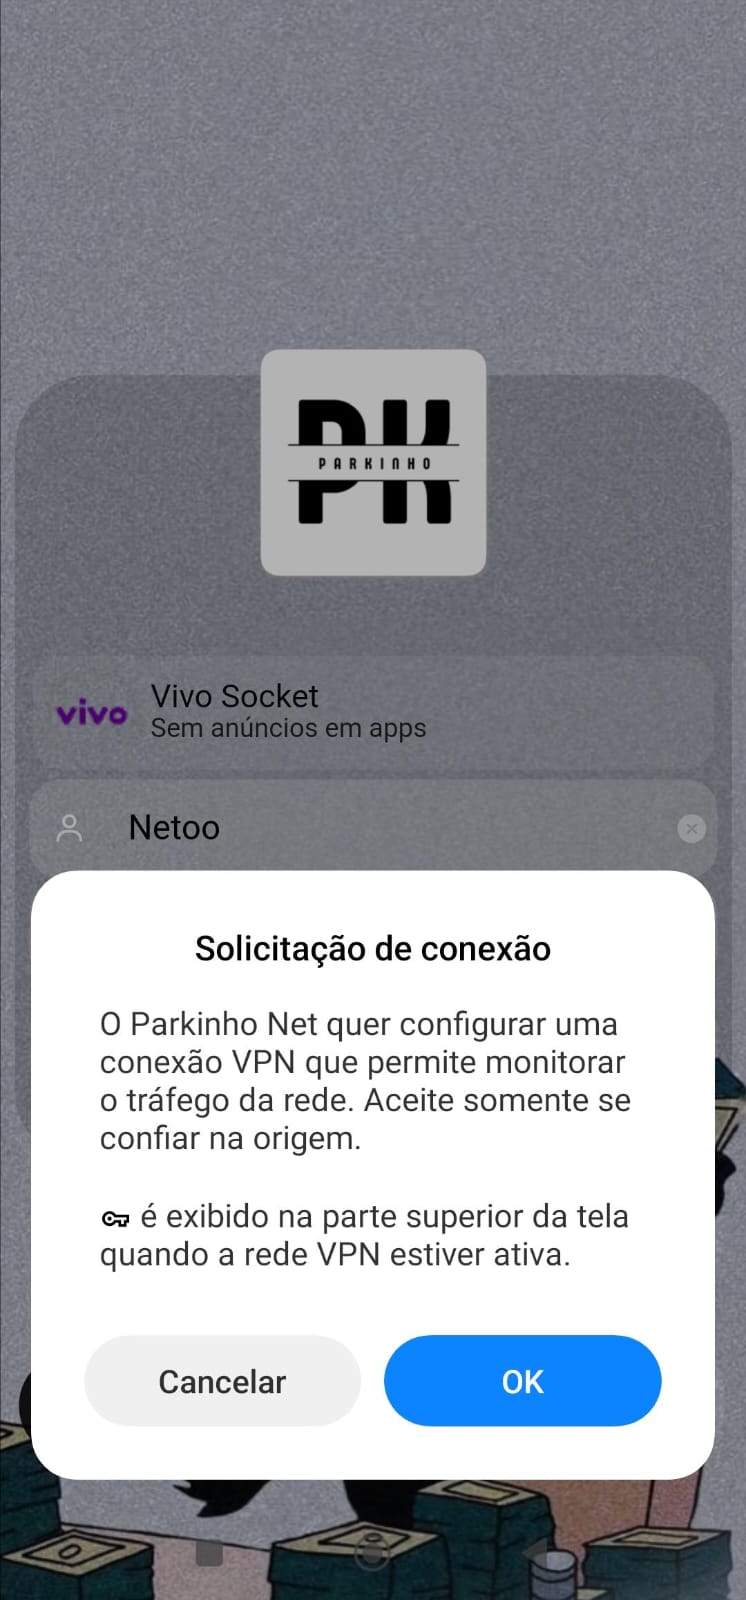 PK
PARKINHO
vivo
Vivo Socket
Sem anúncios em apps
Netoo
Solicitação de conexão
O Parkinho Net quer configurar uma
conexão VPN que permite monitorar
o tráfego da rede. Aceite somente se
confiar na origem.
é exibido na parte superior da tela
quando a rede VPN estiver ativa.
Cancelar
OK